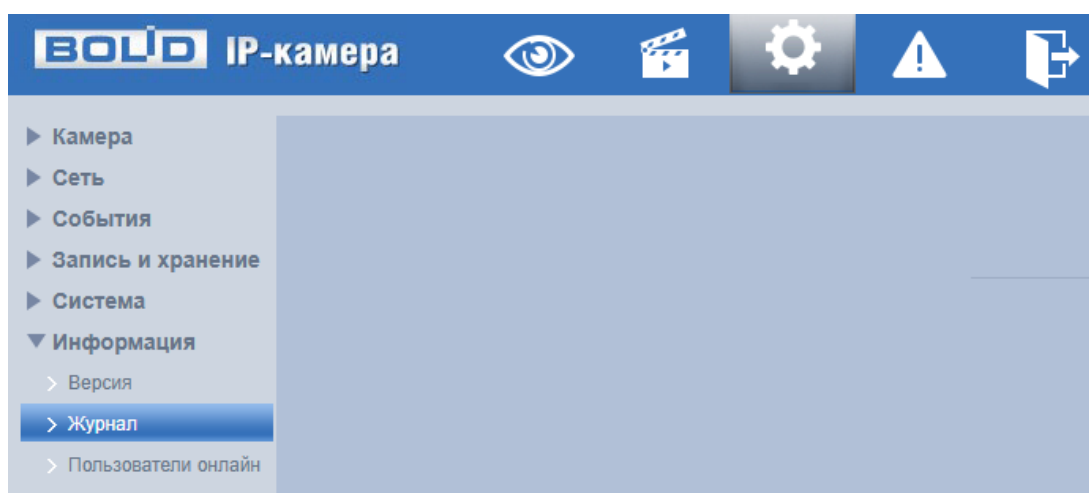 BOLID IP-камера
Камера
Сеть
События
Запись и хранение
Система
Информация
Версия
Журнал
Пользователи онлайн